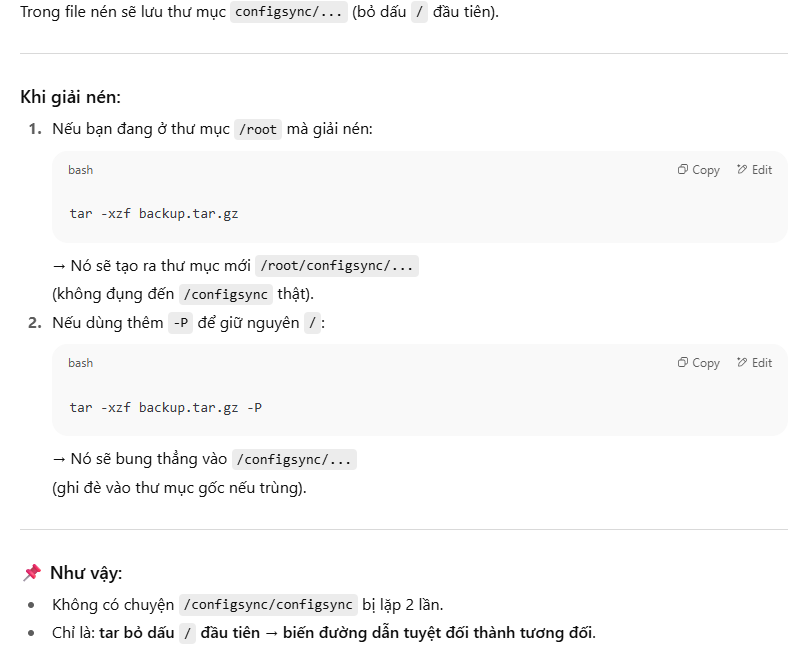 Trong file nén sẽ lưu thư mục configsync/... (bỏ dấu / đầu tiên).
Khi giải nén:
1. Nếu bạn đang ở thư mục /root mà giải nén:
bash Copy Edit
tar -xzf backup.tar.gz
→ Nó sẽ tạo ra thư mục mới /root/configsync/...
(không đụng đến /configsync thật).
2. Nếu dùng thêm -P để giữ nguyên / :
bash Copy Edit
tar -xzf backup.tar.gz -P
→ Nó sẽ bung thẳng vào /configsync/...
(ghi đè vào thư mục gốc nếu trùng).
📌 Như vậy:
• Không có chuyện /configsync/configsync bị lặp 2 lần.
• Chỉ là: tar bỏ dấu / đầu tiên → biến đường dẫn tuyệt đối thành tương đối.